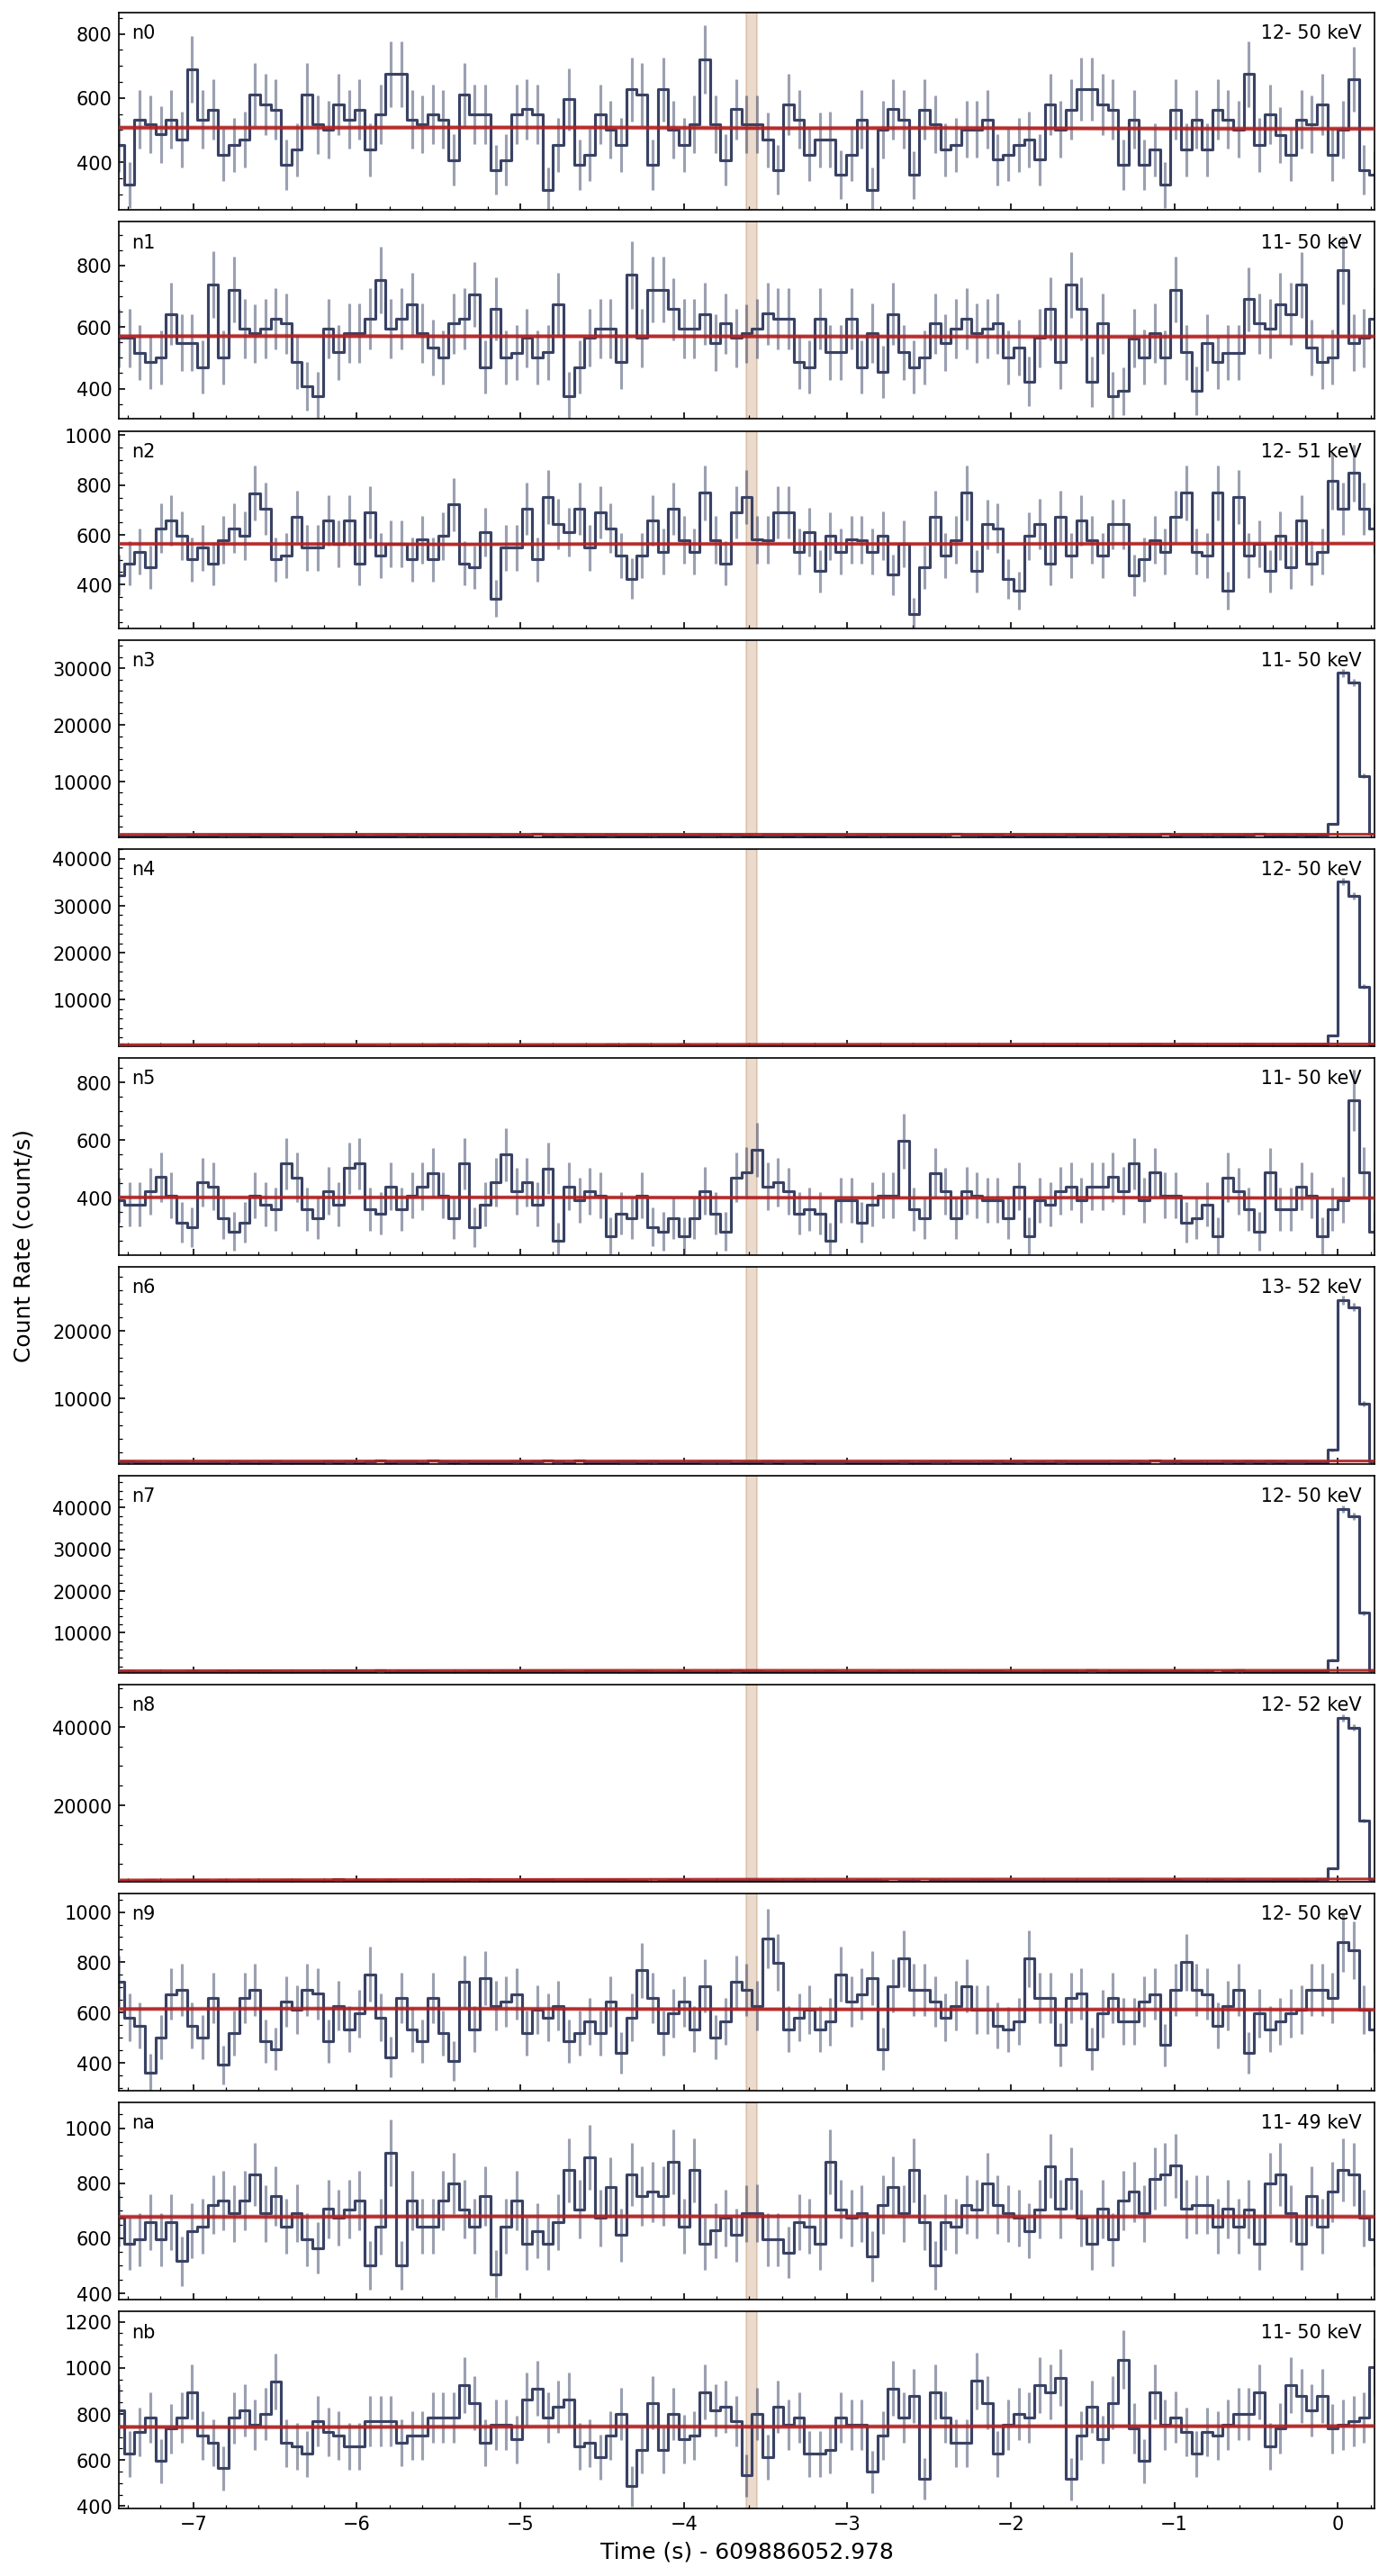 n0
12- 50 keV
800
600
400
n1
11- 50 keV
800
600
400
n2
12- 51 keV
1000
800
600
400
n3
11- 50 keV
30000
20000
10000
n4
12- 50 keV
40000
30000
20000
10000
n5
11- 50 keV
800
600
400
n6
13- 52 keV
20000
10000
n7
12- 50 keV
40000
30000
20000
10000
n8
12- 52 keV
40000
20000
n9
12- 50 keV
1000
800
600
400
na
11- 49 keV
1000
800
600
400
nb
11- 50 keV
1200
1000
800
600
400
−7 −6 −5 −4 −3 −2 −1 0
Time (s) - 609886052.978
Count Rate (count/s)